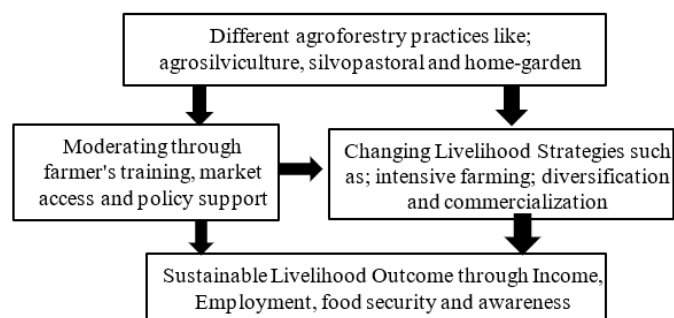 Different agroforestry practices like;
agrosilviculture, silvopastoral and home-garden
Moderating through
farmer's training, market
access and policy support
Changing Livelihood Strategies such
as; intensive farming; diversification
and commercialization
Sustainable Livelihood Outcome through Income,
Employment, food security and awareness